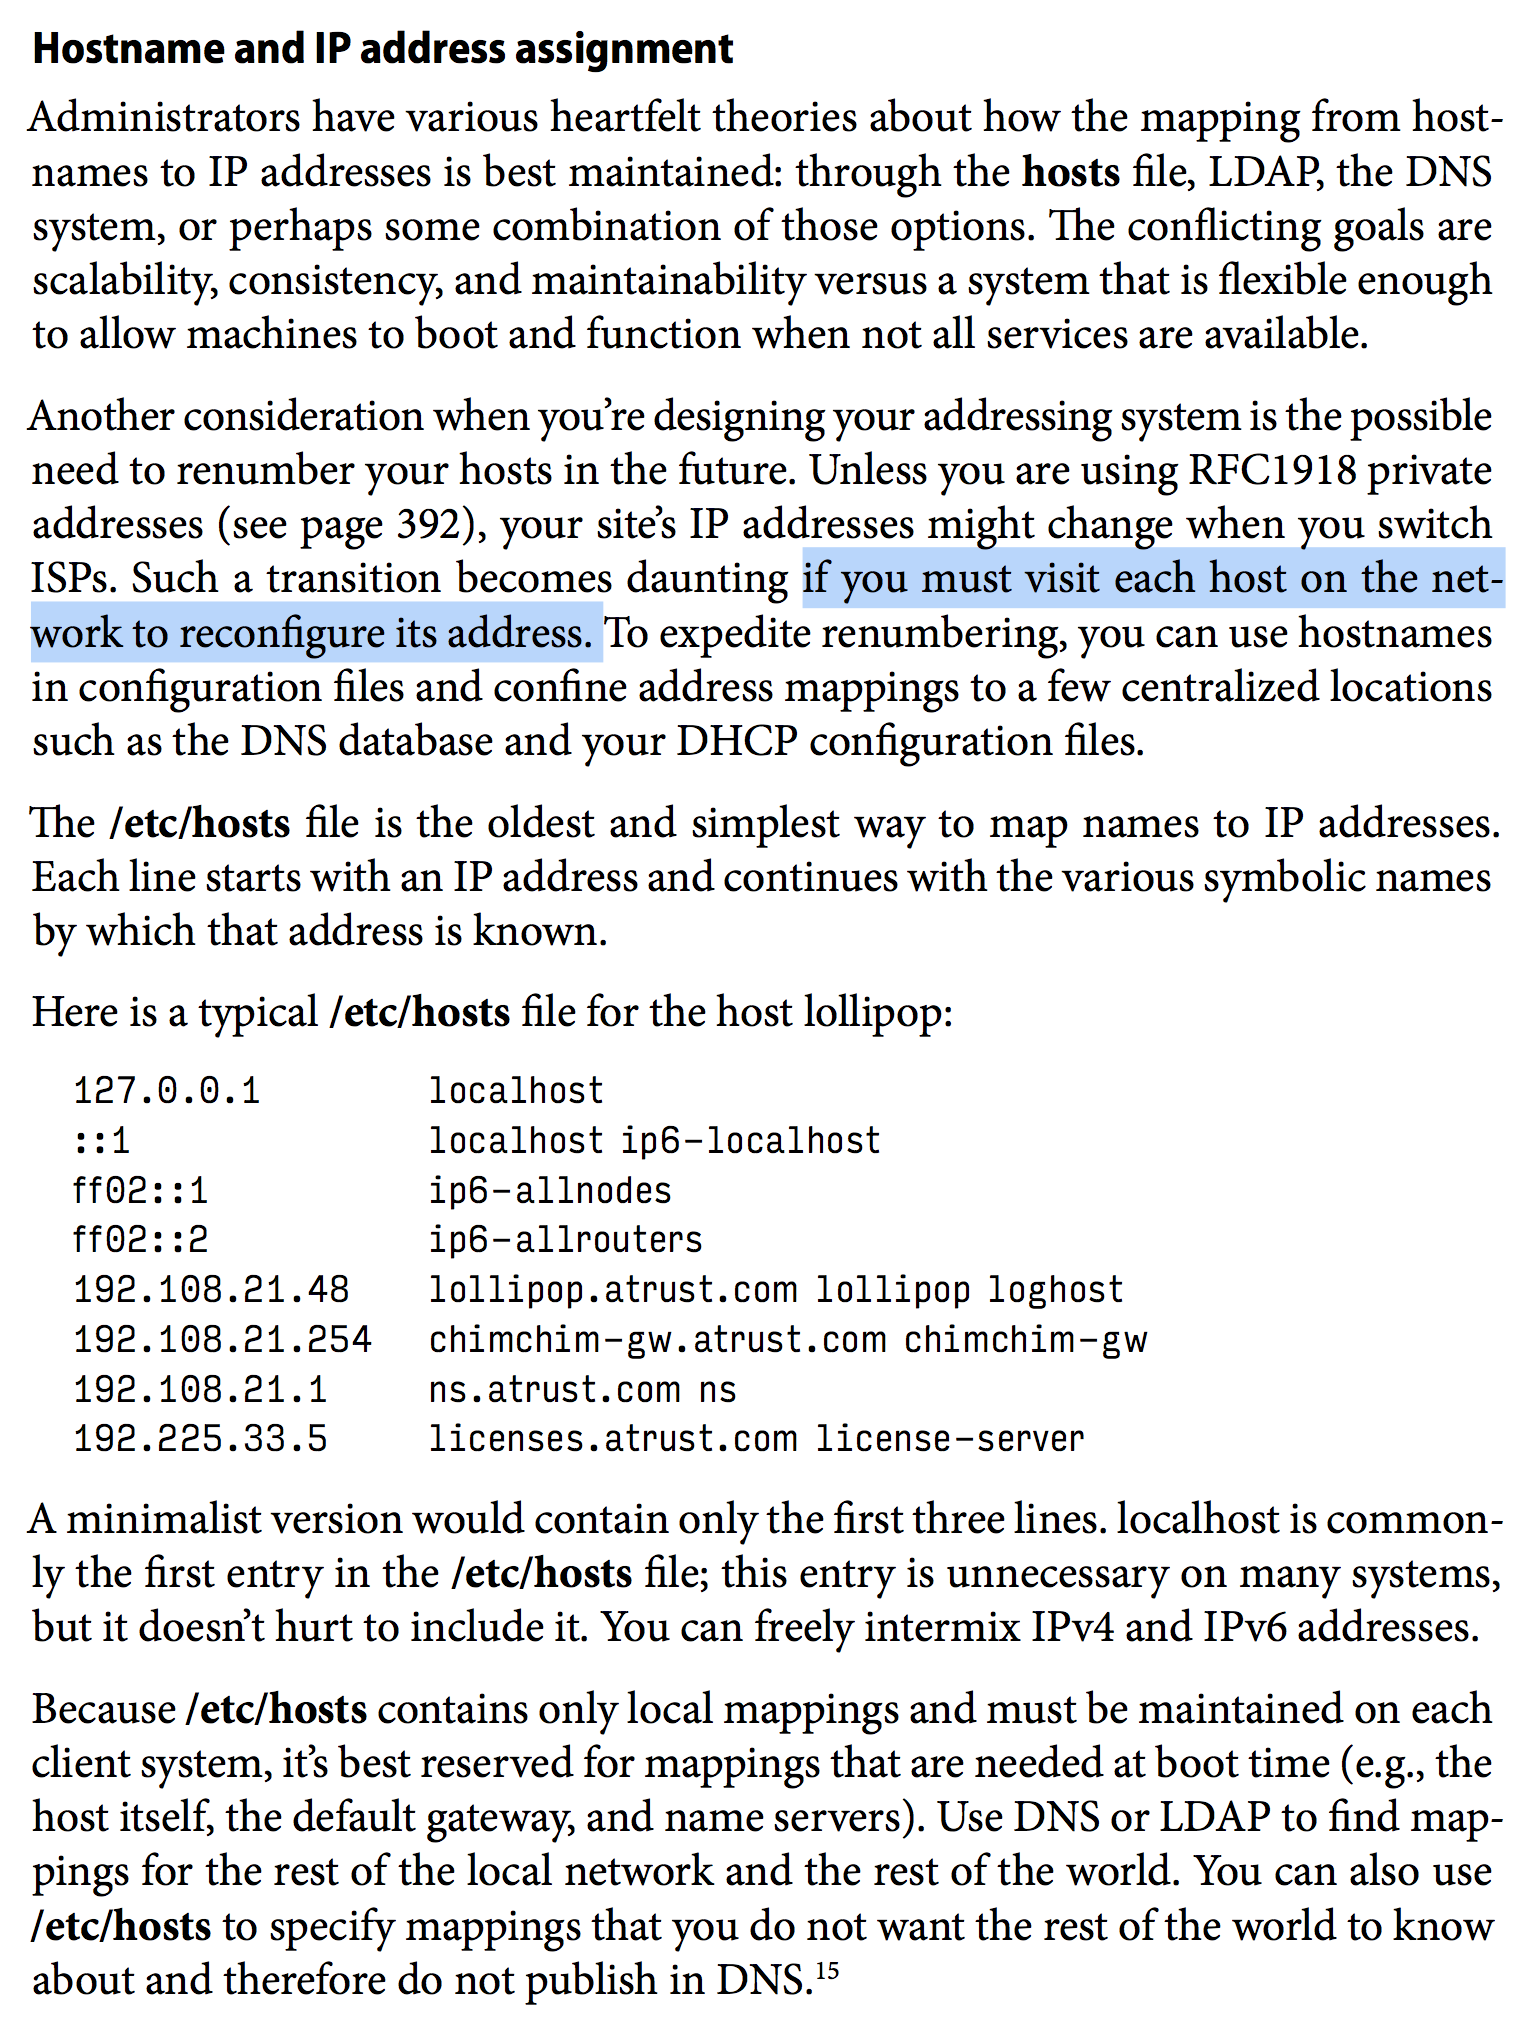 Hostname and IP address assignment
Administrators have various heartfelt theories about how the mapping from host-
names to IP addresses is best maintained: through the hosts file, LDAP, the DNS
system, or perhaps some combination of those options. The conflicting goals are
scalability, consistency, and maintainability versus a system that is flexible enough
to allow machines to boot and function when not all services are available.
Another consideration when you’re designing your addressing system is the possible
need to renumber your hosts in the future. Unless you are using RFC1918 private
addresses (see page 392), your site’s IP addresses might change when you switch
ISPs. Such a transition becomes daunting if you must visit each host on the net-
work to reconfigure its address. To expedite renumbering, you can use hostnames
in configuration files and confine address mappings to a few centralized locations
such as the DNS database and your DHCP configuration files.
The /etc/hosts file is the oldest and simplest way to map names to IP addresses.
Each line starts with an IP address and continues with the various symbolic names
by which that address is known.
Here is a typical /etc/hosts file for the host lollipop:
127.0.0.1 localhost
::1 localhost ip6-localhost
ff02::1 ip6-allnodes
ff02::2 ip6-allrouters
192.108.21.48 lollipop.atrust.com lollipop loghost
192.108.21.254 chimchim-gw.atrust.com chimchim-gw
192.108.21.1 ns.atrust.com ns
192.225.33.5 licenses.atrust.com license-server
A minimalist version would contain only the first three lines. localhost is common-
ly the first entry in the /etc/hosts file; this entry is unnecessary on many systems,
but it doesn’t hurt to include it. You can freely intermix IPv4 and IPv6 addresses.
Because /etc/hosts contains only local mappings and must be maintained on each
client system, it’s best reserved for mappings that are needed at boot time (e.g., the
host itself, the default gateway, and name servers). Use DNS or LDAP to find map-
pings for the rest of the local network and the rest of the world. You can also use
/etc/hosts to specify mappings that you do not want the rest of the world to know
about and therefore do not publish in DNS.15